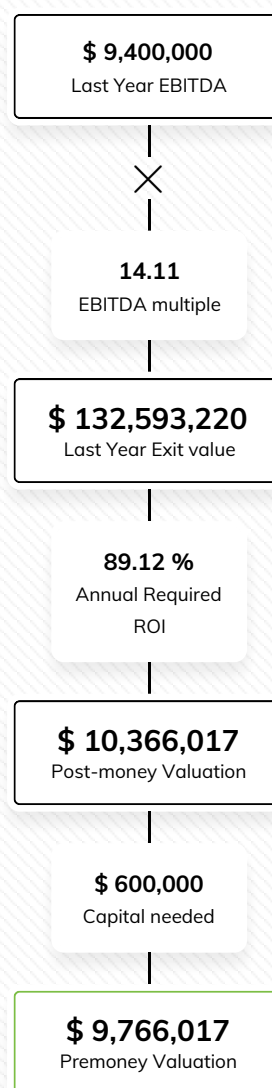 $ 9,400,000
Last Year EBITDA
14.11
EBITDA multiple
$ 132,593,220
Last Year Exit value
89.12 %
Annual Required
ROI
$ 10,366,017
Post-money Valuation
$ 600,000
Capital needed
$ 9,766,017
Premoney Valuation